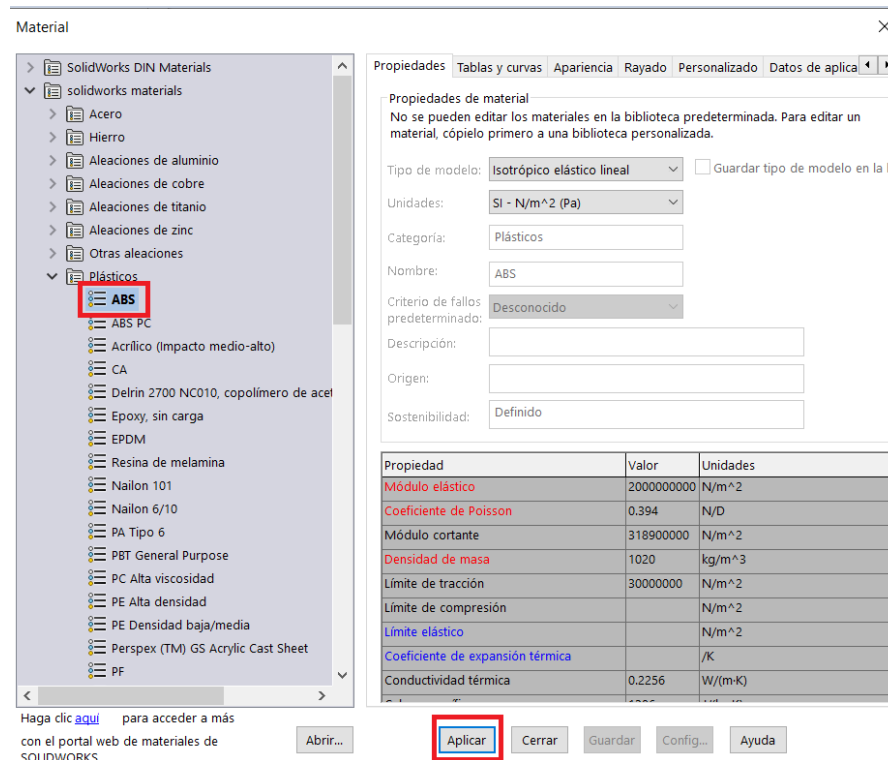 Material
SolidWorks DIN Materials
solidworks materials
Acero
Hierro
Aleaciones de aluminio
Aleaciones de cobre
Aleaciones de titanio
Aleaciones de zinc
Otras aleaciones
Plásticos
ABS
ABS PC
Acrílico (Impacto medio-alto)
CA
Delrin 2700 NC010, copolímero de acet
Epoxy, sin carga
EPDM
Resina de melamina
Nailon 101
Nailon 6/10
PA Tipo 6
PBT General Purpose
PC Alta viscosidad
PE Alta densidad
PE Densidad baja/media
Perspex (TM) GS Acrylic Cast Sheet
PF
Haga clic aquí para acceder a más
con el portal web de materiales de
SOLIDWORKS
Abrir...
Propiedades Tablas y curvas Apariencia Rayado Personalizado Datos de aplica
Propiedades de material
No se pueden editar los materiales en la biblioteca predeterminada. Para editar un
material, cópielo primero a una biblioteca personalizada.
Tipo de modelo: Isotrópico elástico lineal Guardar tipo de modelo en la
Unidades: SI - N/m^2 (Pa)
Categoría: Plásticos
Nombre: ABS
Criterio de fallos
predeterminado: Desconocido
Descripción:
Origen:
Sostenibilidad: Definido
Propiedad Valor Unidades
Módulo elástico 2000000000 N/m^2
Coeficiente de Poisson 0.394 N/D
Módulo cortante 318900000 N/m^2
Densidad de masa 1020 kg/m^3
Límite de tracción 30000000 N/m^2
Límite de compresión N/m^2
Límite elástico N/m^2
Coeficiente de expansión térmica /K
Conductividad térmica 0.2256 W/(m·K)
Aplicar Cerrar Guardar Config... Ayuda